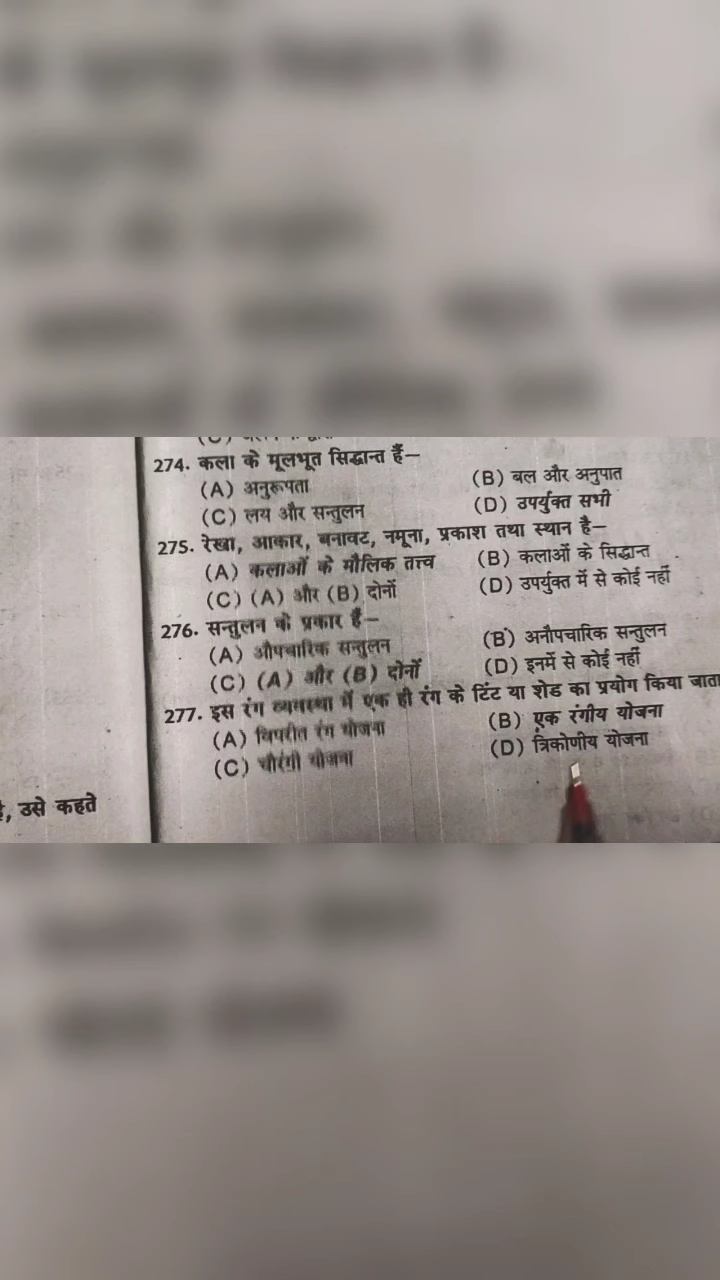 274. कला के मूलभूत सिद्धान्त हैं—
(A) अनुरूपता (B) बल और अनुपात
(C) लय और सन्तुलन (D) उपर्युक्त सभी
275. रेखा, आकार, बनावट, नमूना, प्रकाश तथा स्थान है—
(A) कलाओं के मौलिक तत्त्व (B) कलाओं के सिद्धान्त
(C) (A) और (B) दोनों (D) उपर्युक्त में से कोई नहीं
276. सन्तुलन के प्रकार हैं—
(A) औपचारिक सन्तुलन (B) अनौपचारिक सन्तुलन
(C) (A) और (B) दोनों (D) इनमें से कोई नहीं
277. इस रंग व्यवस्था में एक ही रंग के टिंट या शेड का प्रयोग किया जाता
(A) विपरीत रंग योजना (B) एक रंगीय योजना
(C) चौरंगी योजना (D) त्रिकोणीय योजना
, उसे कहते